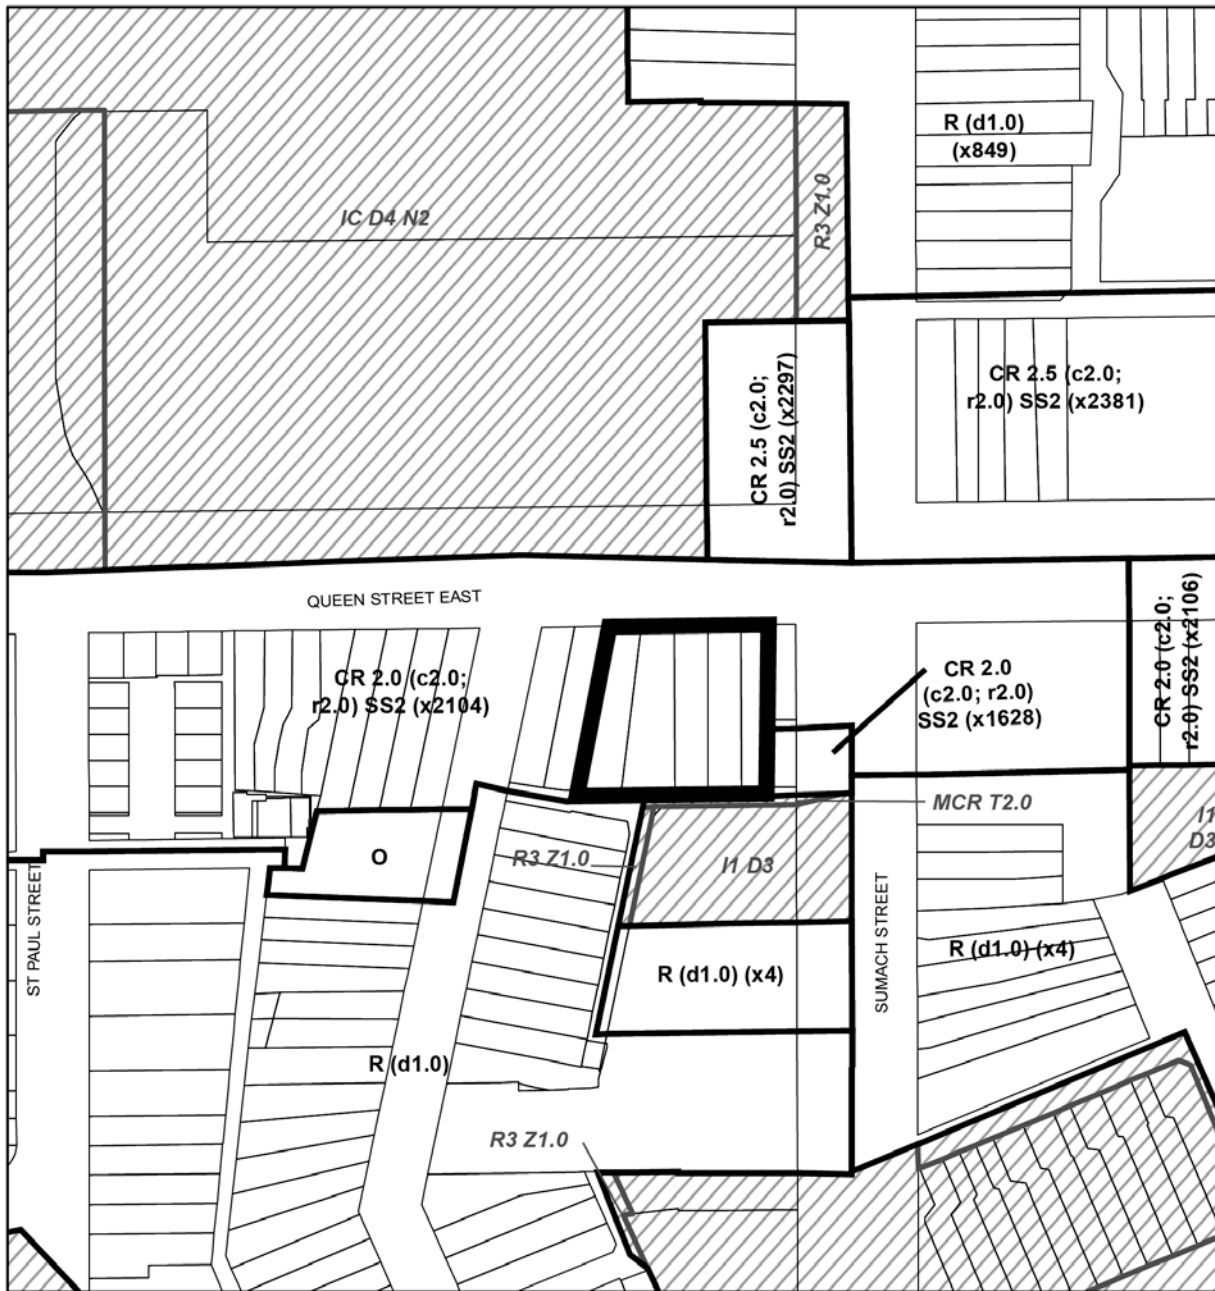 R (d1.0)
(x849)
IC D4 N2
R3 Z1.0
CR 2.5 (c2.0;
r2.0) SS2 (x2297)
CR 2.5 (c2.0;
r2.0) SS2 (x2381)
QUEEN STREET EAST
CR 2.0 (c2.0;
r2.0) SS2 (x2104)
CR 2.0
(c2.0; r2.0)
SS2 (x1628)
CR 2.0 (c2.0;
r2.0) SS2 (x2106)
MCR T2.0
I1
D3
O
R3 Z1.0
I1 D3
ST PAUL STREET
SUMACH STREET
R (d1.0) (x4)
R (d1.0) (x4)
R (d1.0)
R3 Z1.0